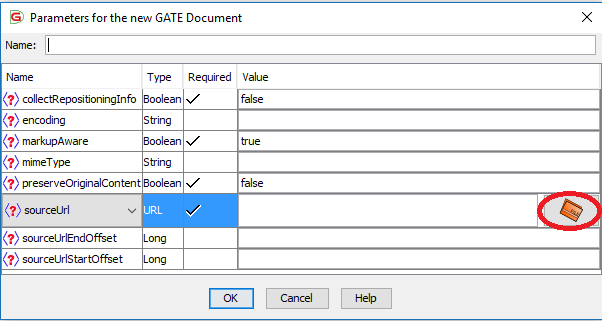 Parameters for the new GATE Document
Name:
Name Type Required Value
collectRepositioningInfo Boolean false
encoding String
markupAware Boolean true
mimeType String
preserveOriginalContent Boolean false
sourceUrl URL
sourceUrlEndOffset Long
sourceUrlStartOffset Long
OK Cancel Help